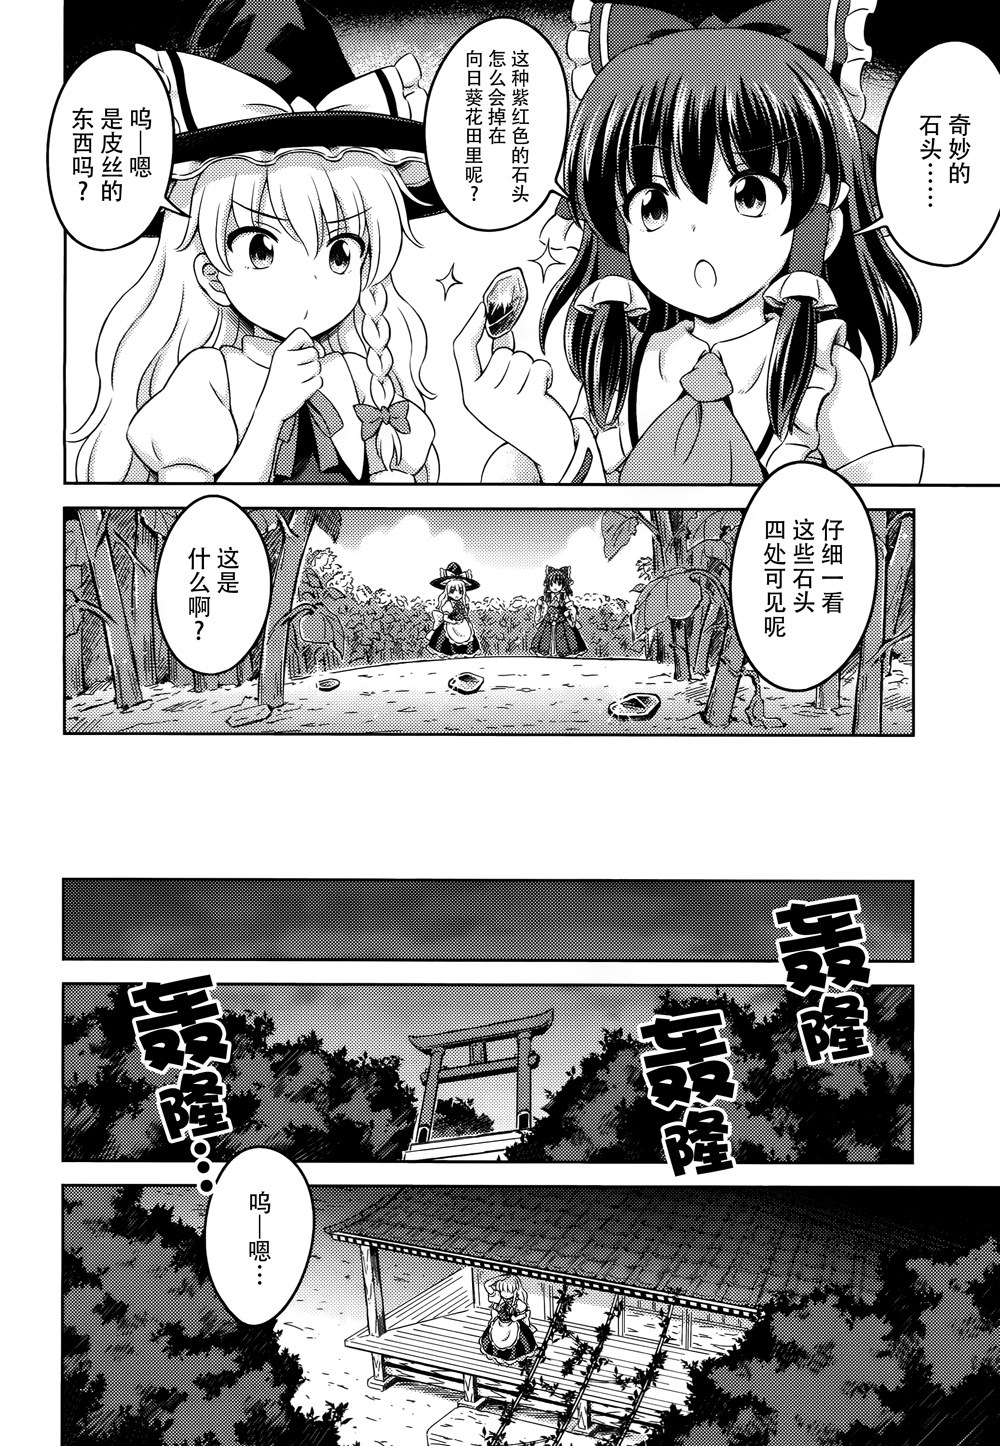 奇妙的
石头……
这种紫红色的石头
怎么会掉在
向日葵花田里呢？
呜—嗯
是皮丝的
东西吗？
仔细一看
这些石头
四处可见呢
这是
什么啊？
轰隆
轰隆
轰隆…
呜—嗯…